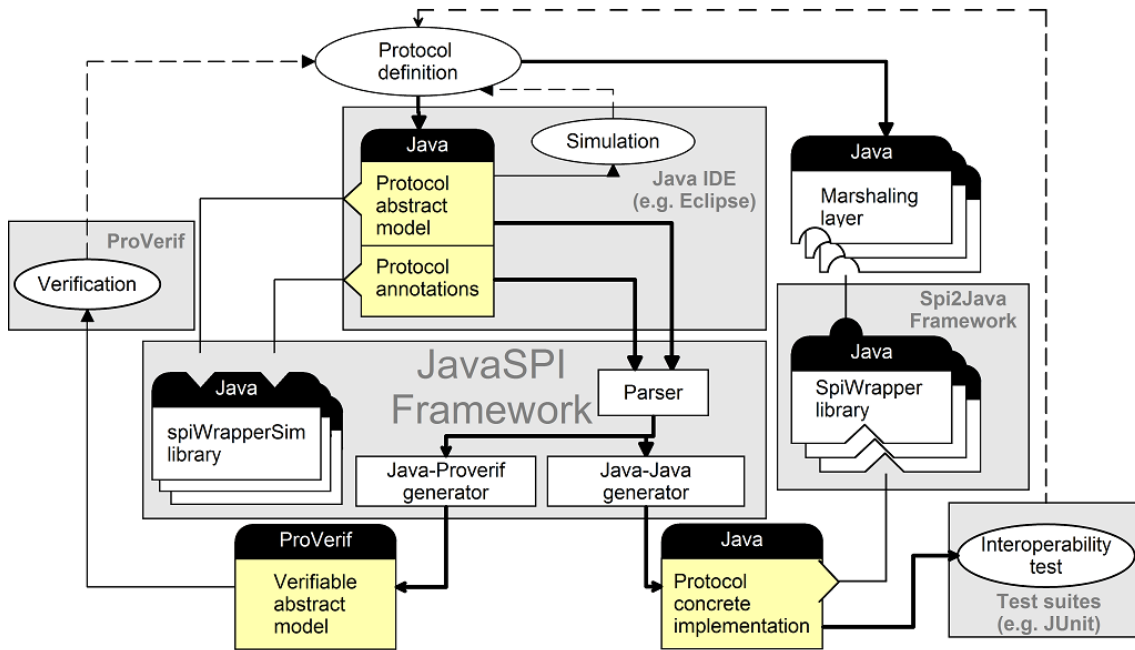 Protocol
definition
Java
Simulation
Java
Protocol
abstract
model
Java IDE
(e.g. Eclipse)
Marshaling
layer
ProVerif
Verification
Protocol
annotations
Spi2Java
Framework
JavaSPI
Framework
Java
Java
Parser
SpiWrapper
library
spiWrapperSim
library
Java-Proverif
generator
Java-Java
generator
ProVerif
Java
Interoperability
test
Verifiable
abstract
model
Protocol
concrete
implementation
Test suites
(e.g. JUnit)